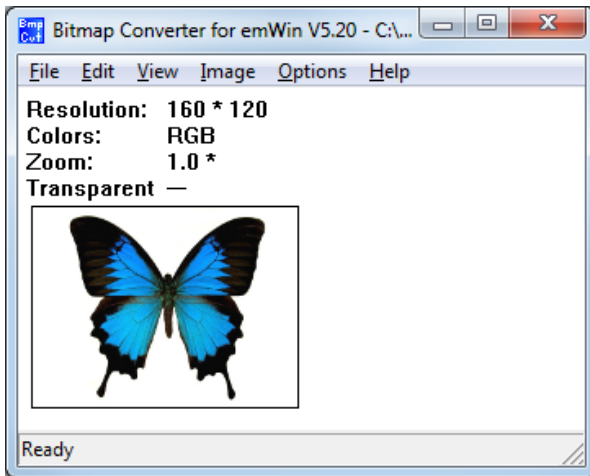 Bmp Cvt Bitmap Converter for emWin V5.20 - C:\...
File Edit View Image Options Help
Resolution: 160 * 120
Colors: RGB
Zoom: 1.0 *
Transparent —
Ready